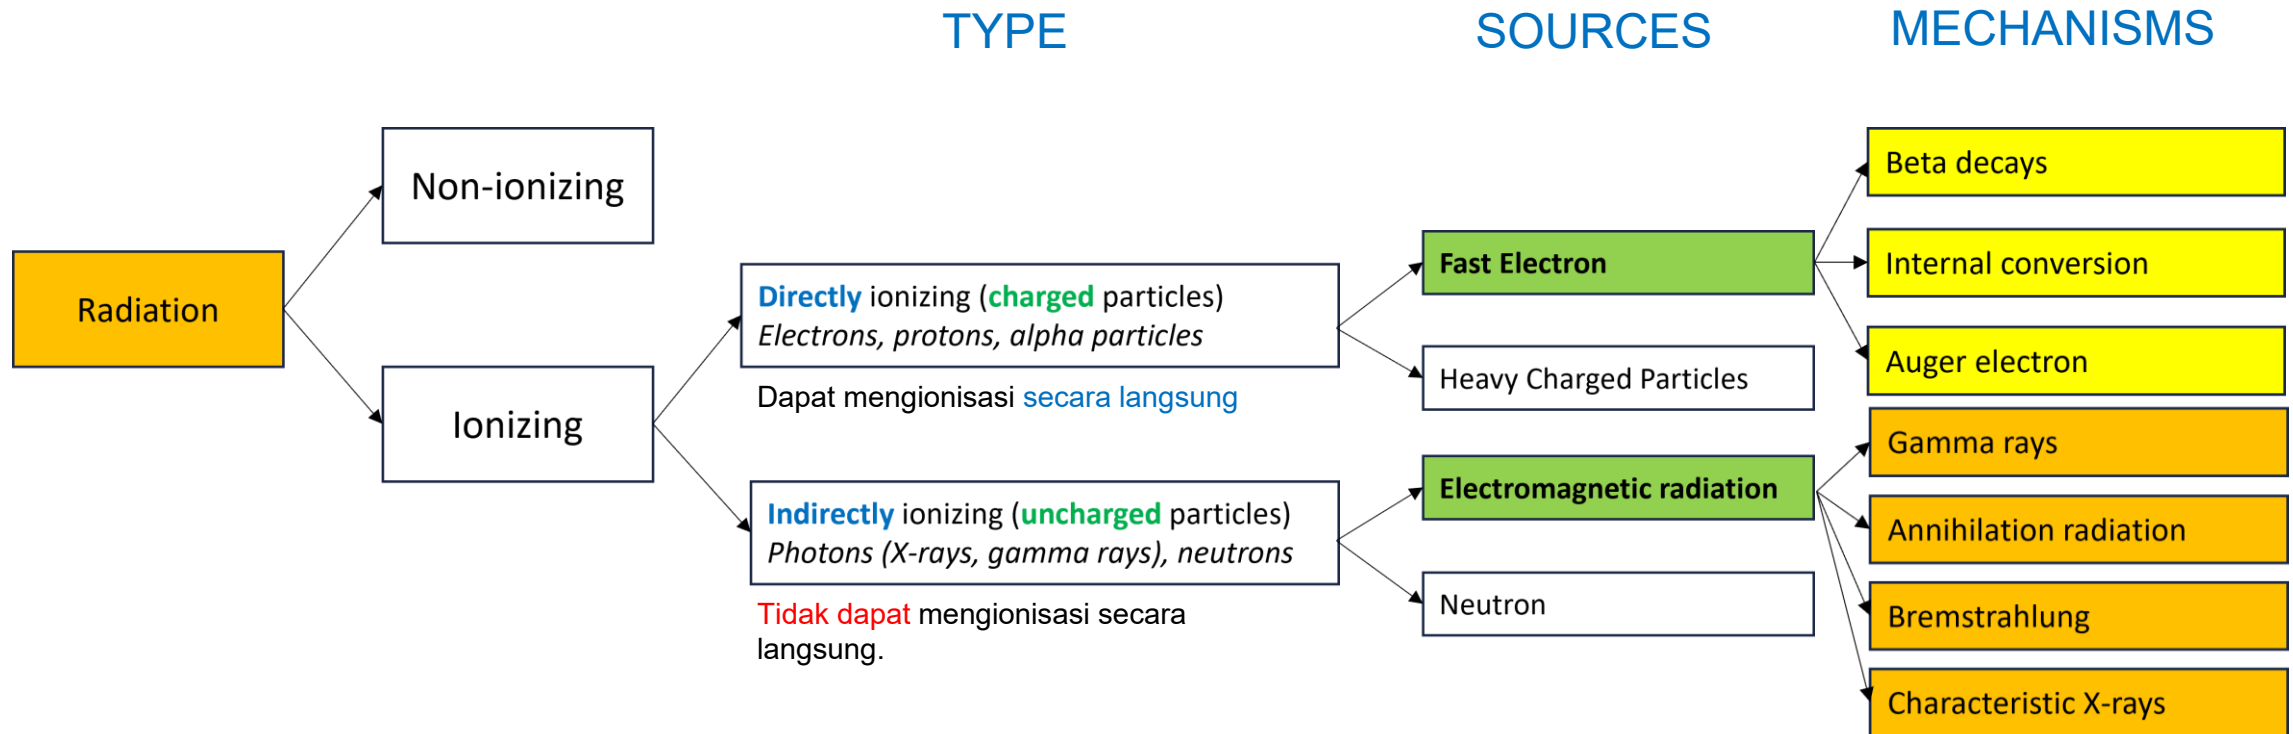 TYPE
SOURCES
MECHANISMS
Radiation
Non-ionizing
Ionizing
Directly ionizing (charged particles)
Electrons, protons, alpha particles
Dapat mengionisasi secara langsung
Indirectly ionizing (uncharged particles)
Photons (X-rays, gamma rays), neutrons
Tidak dapat mengionisasi secara
langsung.
Fast Electron
Heavy Charged Particles
Electromagnetic radiation
Neutron
Beta decays
Internal conversion
Auger electron
Gamma rays
Annihilation radiation
Bremstrahlung
Characteristic X-rays